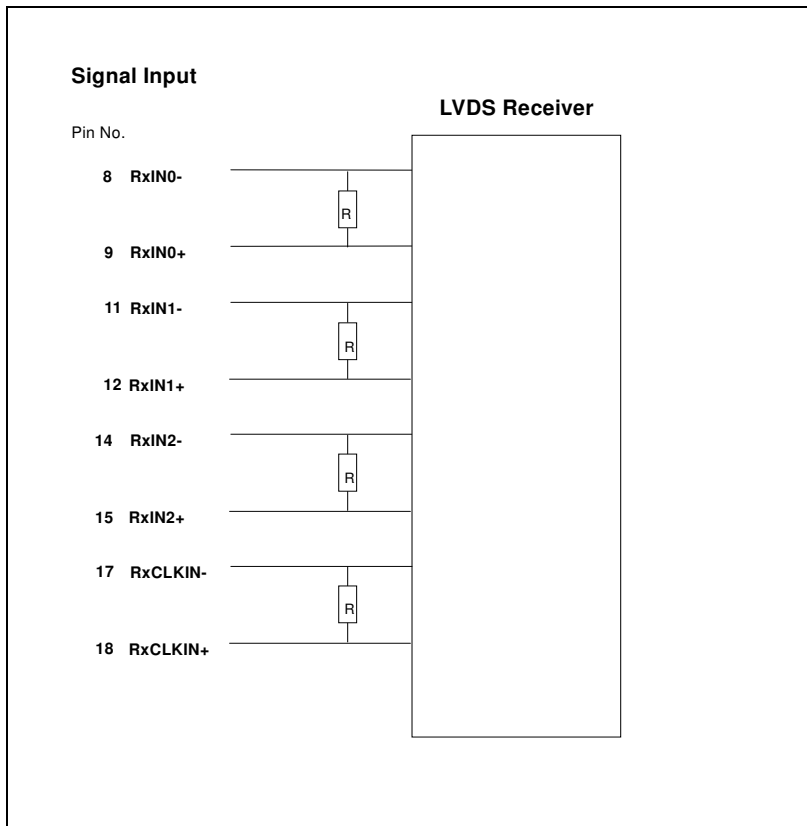 Signal Input
LVDS Receiver
Pin No.
8 RxIN0-
R
9 RxIN0+
11 RxIN1-
R
12 RxIN1+
14 RxIN2-
R
15 RxIN2+
17 RxCLKIN-
R
18 RxCLKIN+